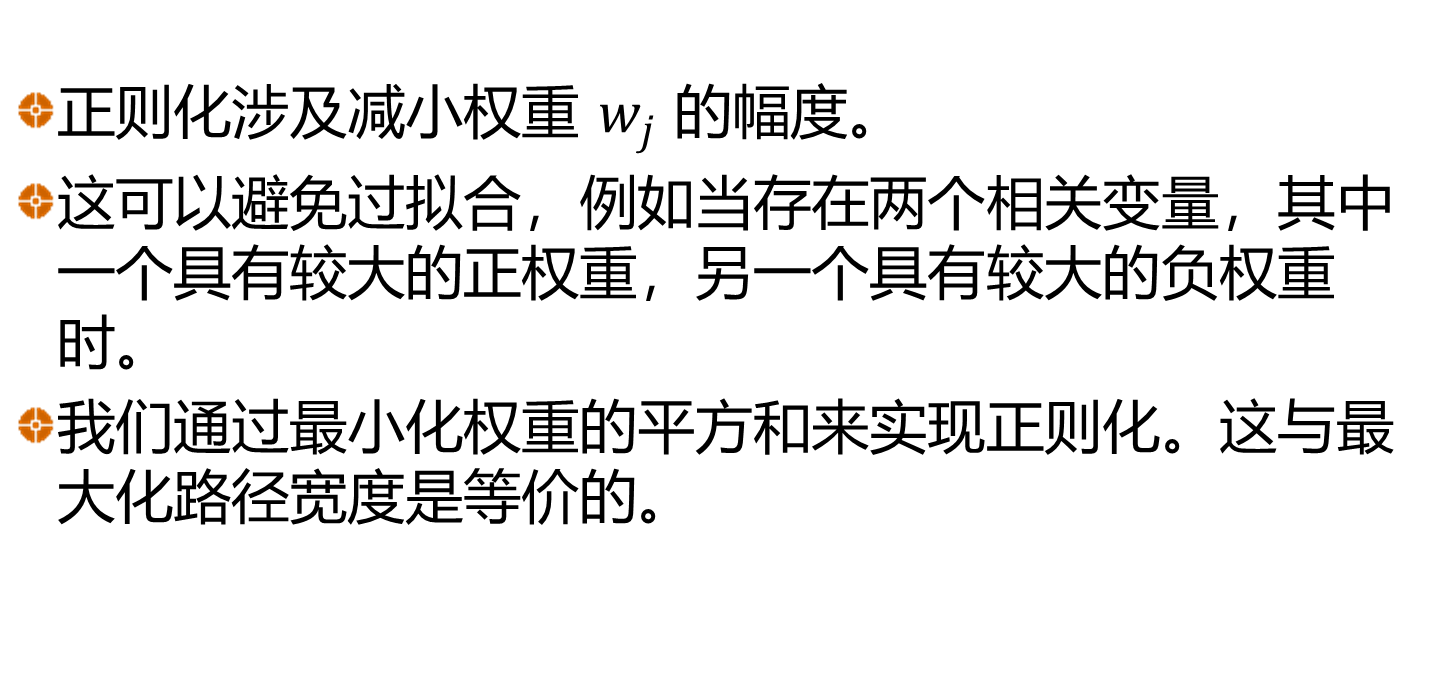 正则化涉及减小权重 w_j 的幅度。
这可以避免过拟合，例如当存在两个相关变量，其中
一个具有较大的正权重，另一个具有较大的负权重
时。
我们通过最小化权重的平方和来实现正则化。这与最
大化路径宽度是等价的。